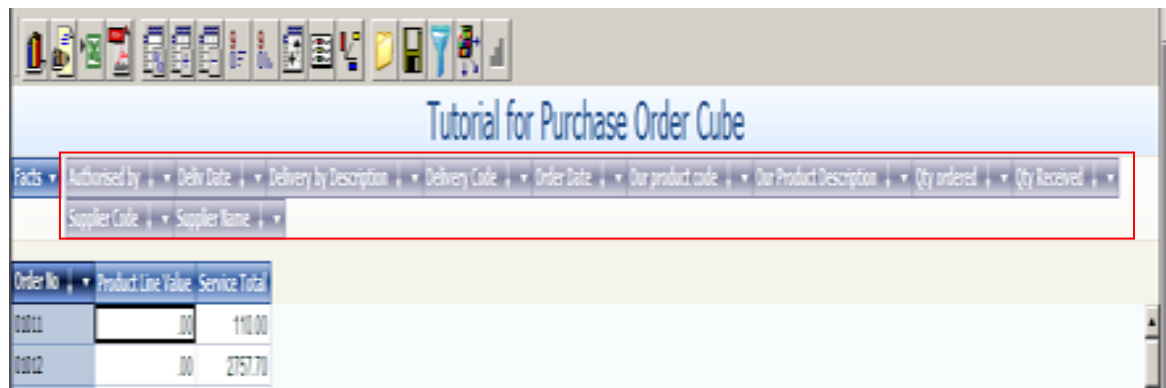 Tutorial for Purchase Order Cube
Facts Authorised by Deliv Date Delivery by Description Delivery Code Order Date Our product code Our Product Description Qty ordered Qty Received
Supplier Code Supplier Name
Order No Product Line Value Service Total
01011 .00 110.00
01012 .00 2757.70